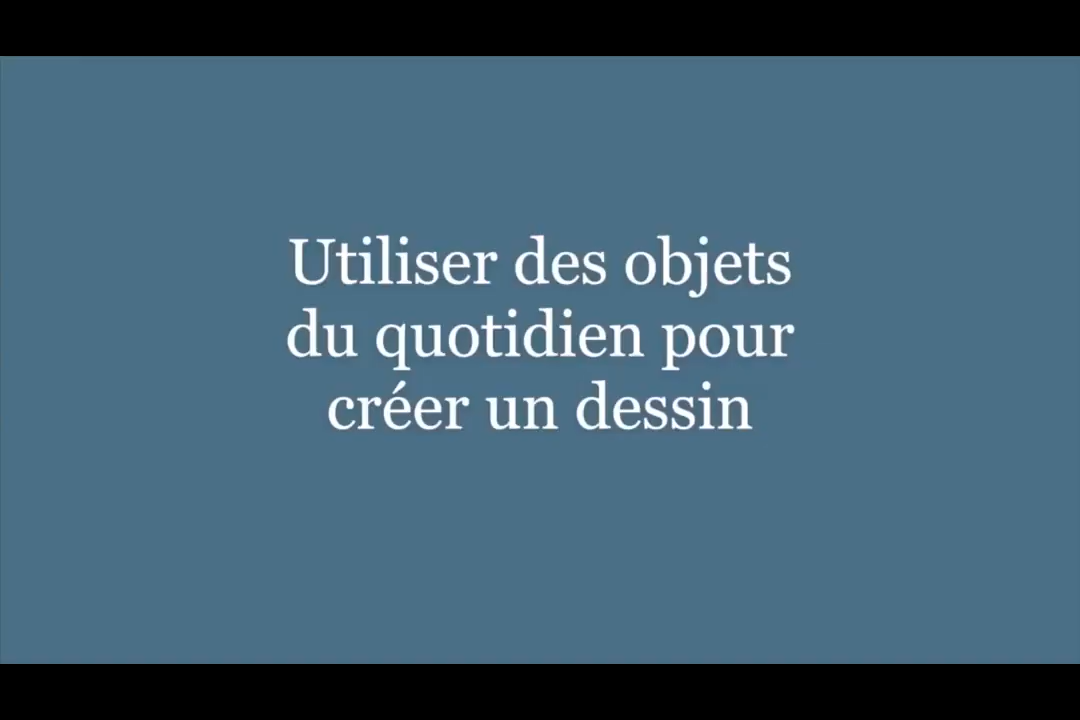 Utiliser des objets
du quotidien pour
créer un dessin